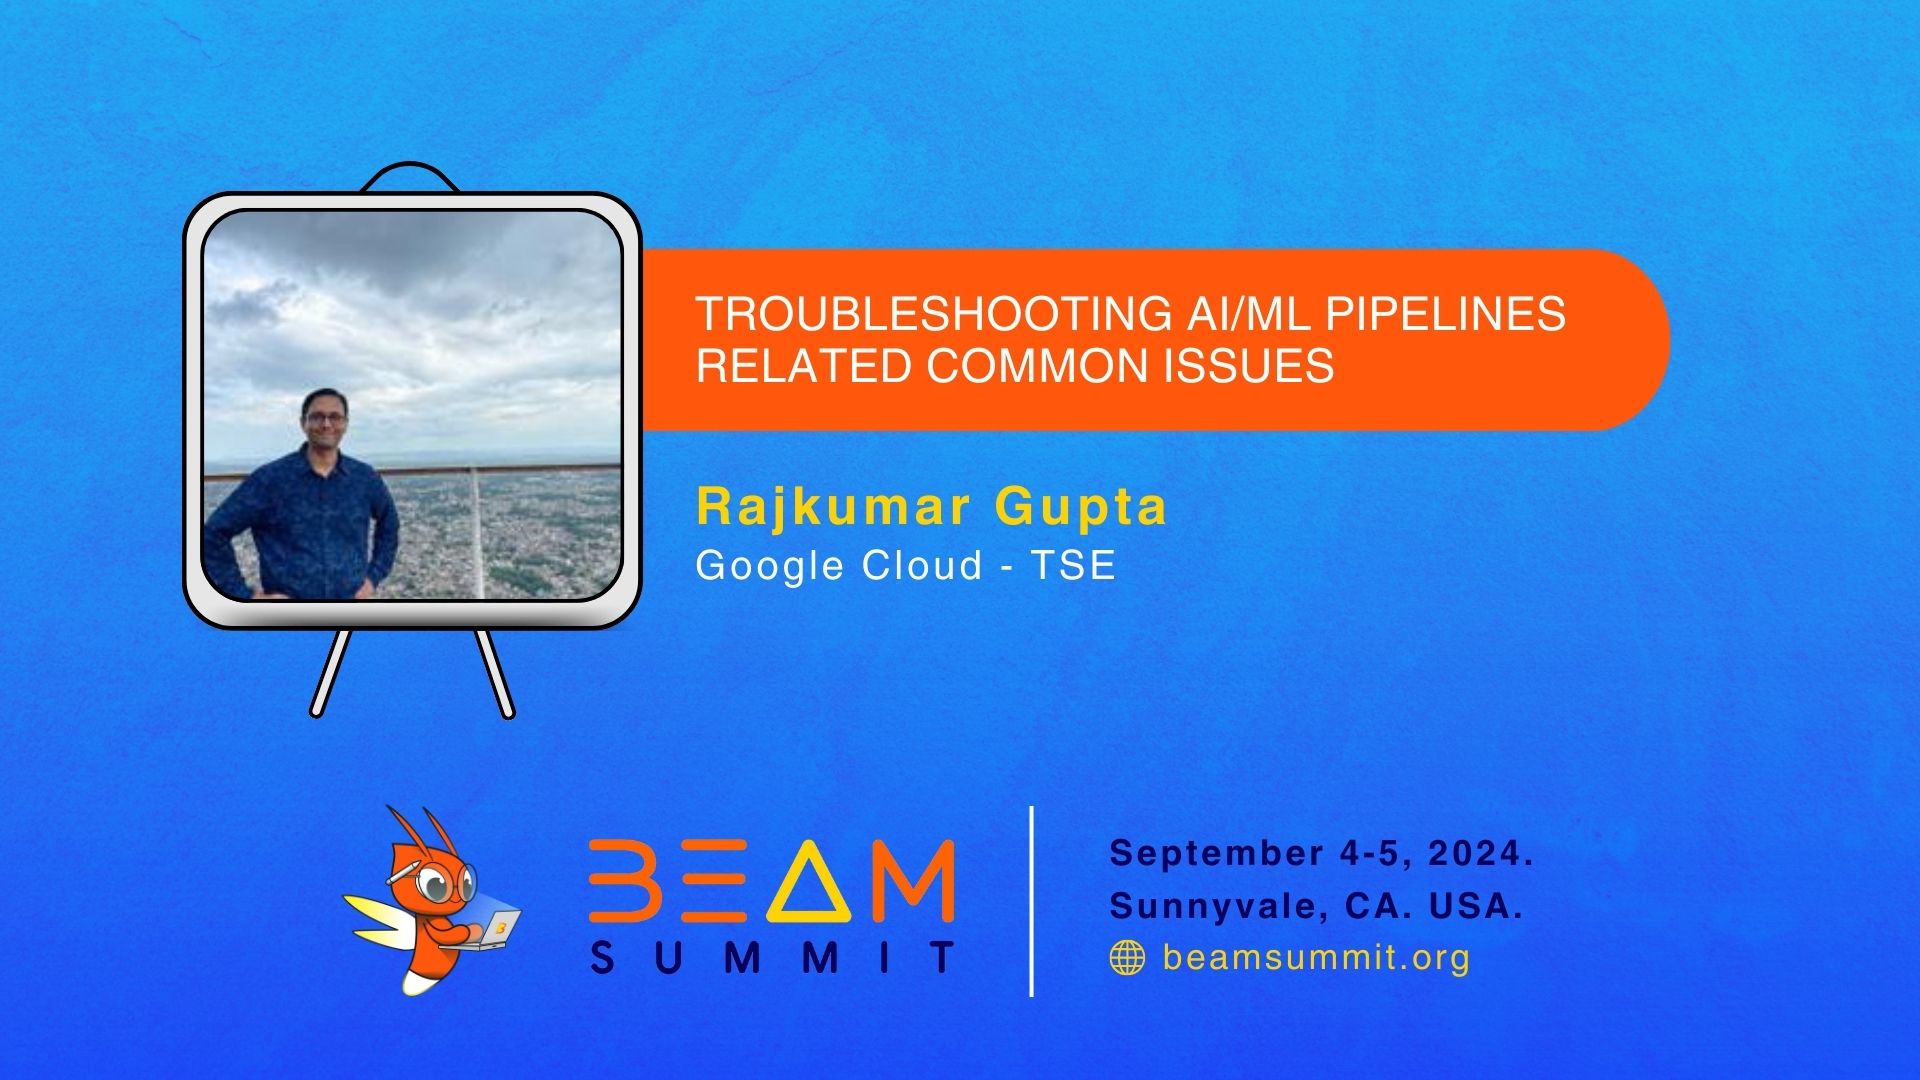 TROUBLESHOOTING AI/ML PIPELINES
RELATED COMMON ISSUES
Rajkumar Gupta
Google Cloud - TSE
BEAM
SUMMIT
September 4-5, 2024.
Sunnyvale, CA. USA.
beamsummit.org